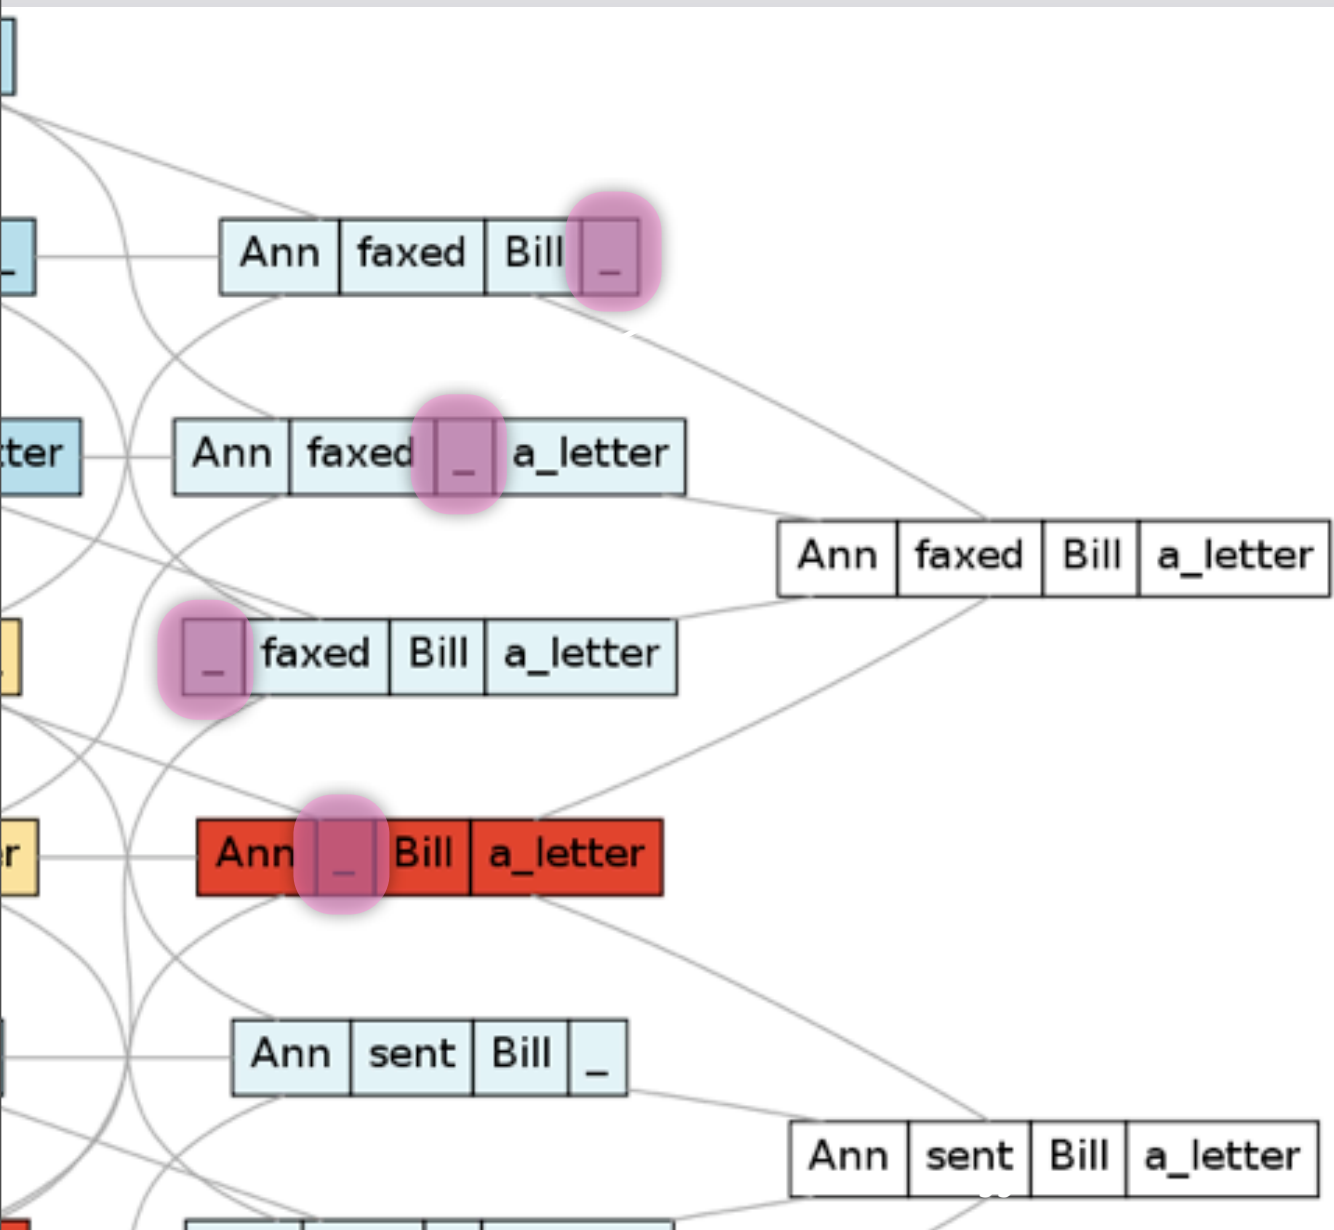 _
Ann faxed Bill _
tter
Ann faxed _ a_letter
Ann faxed Bill a_letter
_ faxed Bill a_letter
r
Ann _ Bill a_letter
Ann sent Bill _
Ann sent Bill a_letter